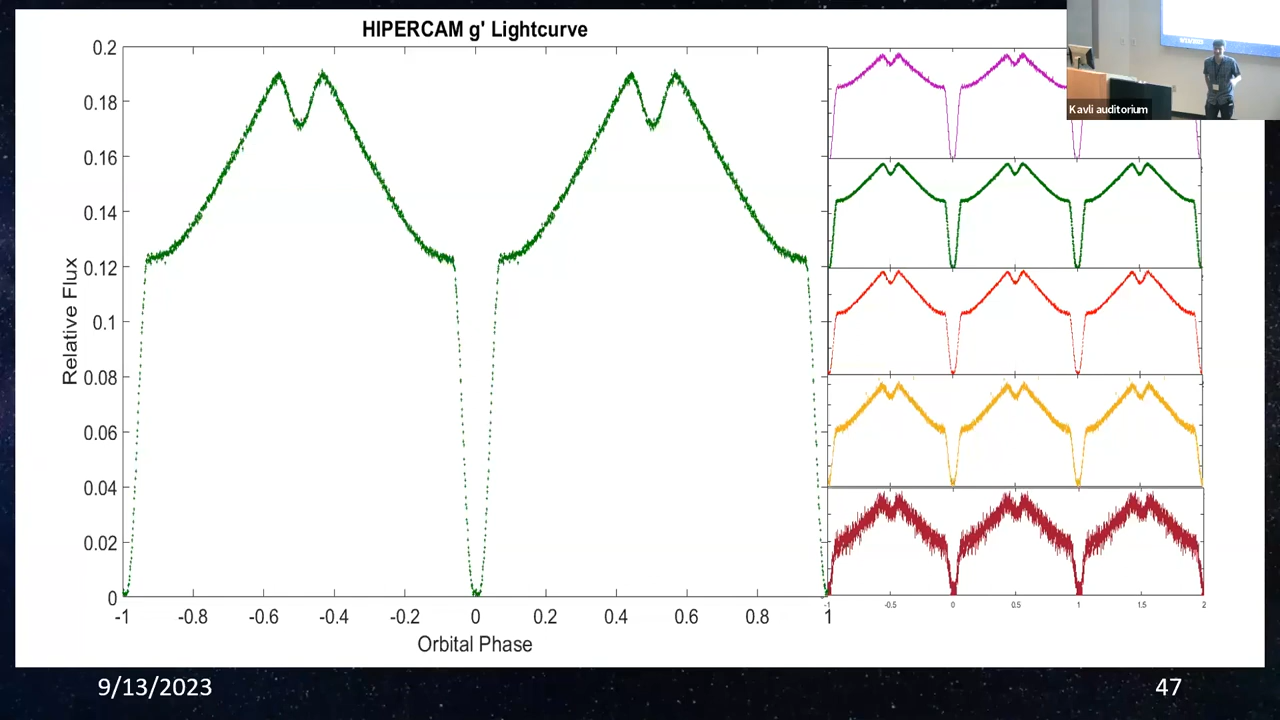 HIPERCAM g' Lightcurve
0.2
0.18
0.16
0.14
0.12
0.1
0.08
0.06
0.04
0.02
0
Relative Flux
-1 -0.8 -0.6 -0.4 -0.2 0 0.2 0.4 0.6 0.8 1
Orbital Phase
-1 -0.5 0 0.5 1 1.5 2
Kavli auditorium
9/13/2023
47